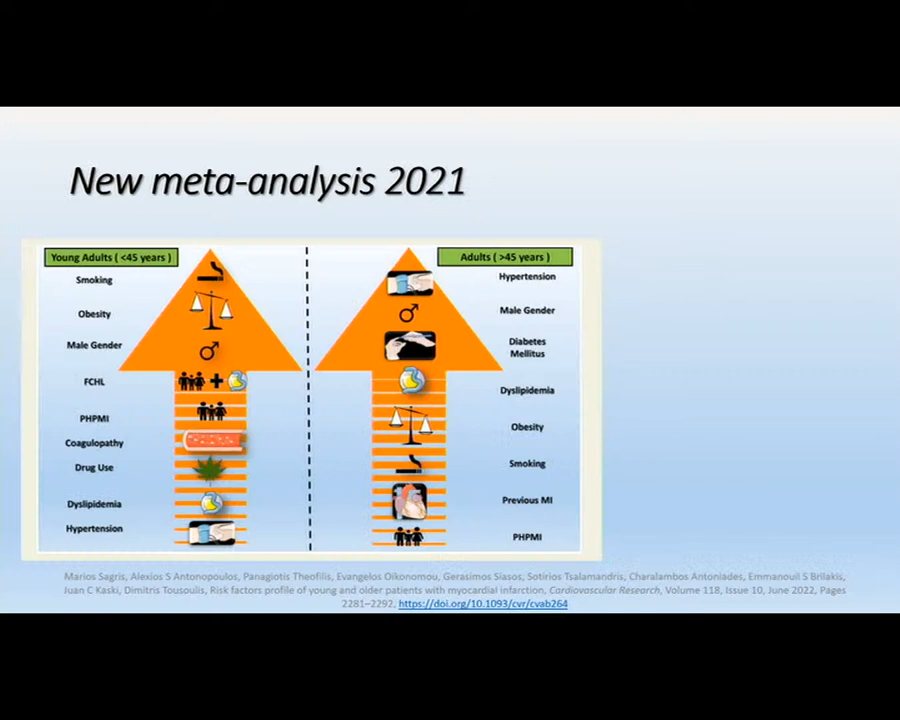 New meta-analysis 2021
Young Adults ( <45 years )
Smoking
Obesity
Male Gender
FCHL
PHPMI
Coagulopathy
Drug Use
Dyslipidemia
Hypertension
Adults ( >45 years )
Hypertension
Male Gender
Diabetes
Mellitus
Dyslipidemia
Obesity
Smoking
Previous MI
PHPMI
Marios Sagris, Alexios S Antonopoulos, Panagiotis Theofilis, Evangelos Oikonomou, Gerasimos Siasos, Sotirios Tsalamandris, Charalambos Antoniades, Emmanouil S Brilakis,
Juan C Kaski, Dimitris Tousoulis, Risk factors profile of young and older patients with myocardial infarction, Cardiovascular Research, Volume 118, Issue 10, June 2022, Pages
2281–2292, https://doi.org/10.1093/cvr/cvab264